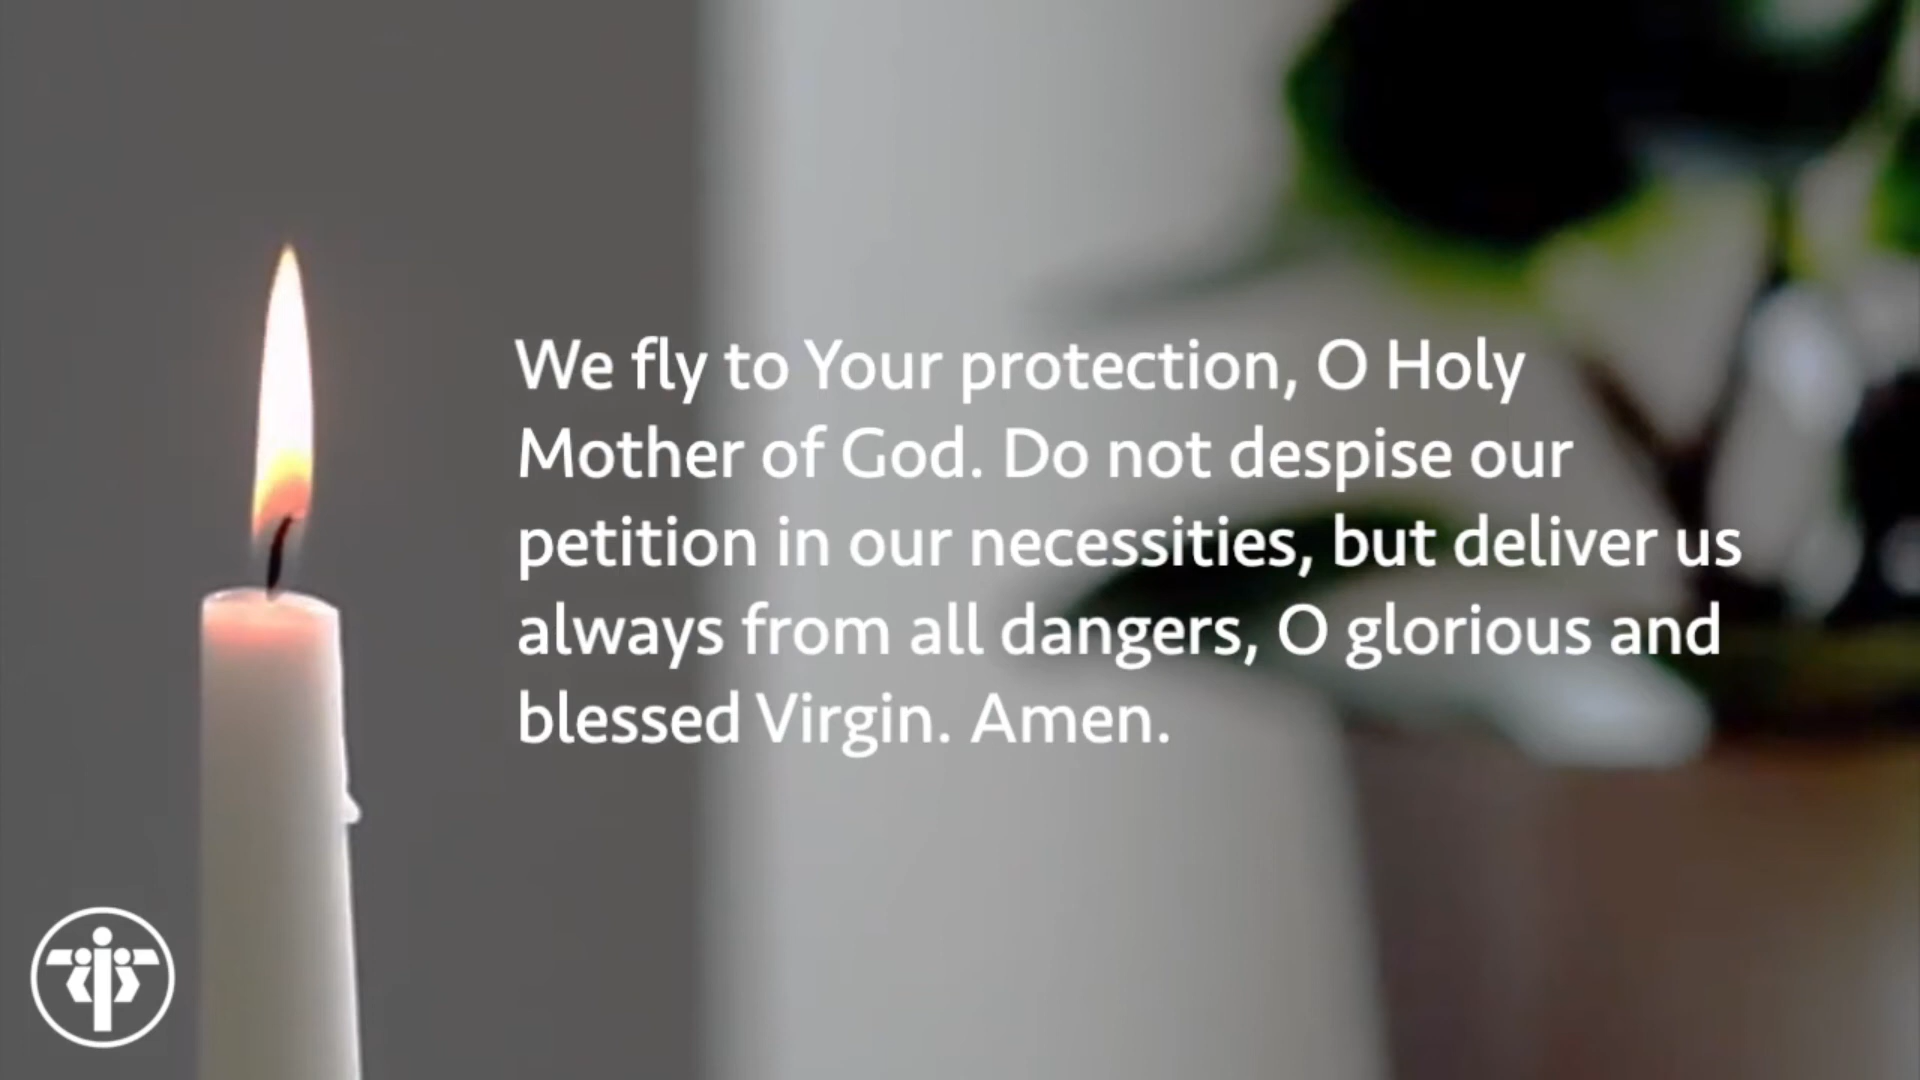 We fly to Your protection, O Holy
Mother of God. Do not despise our
petition in our necessities, but deliver us
always from all dangers, O glorious and
blessed Virgin. Amen.